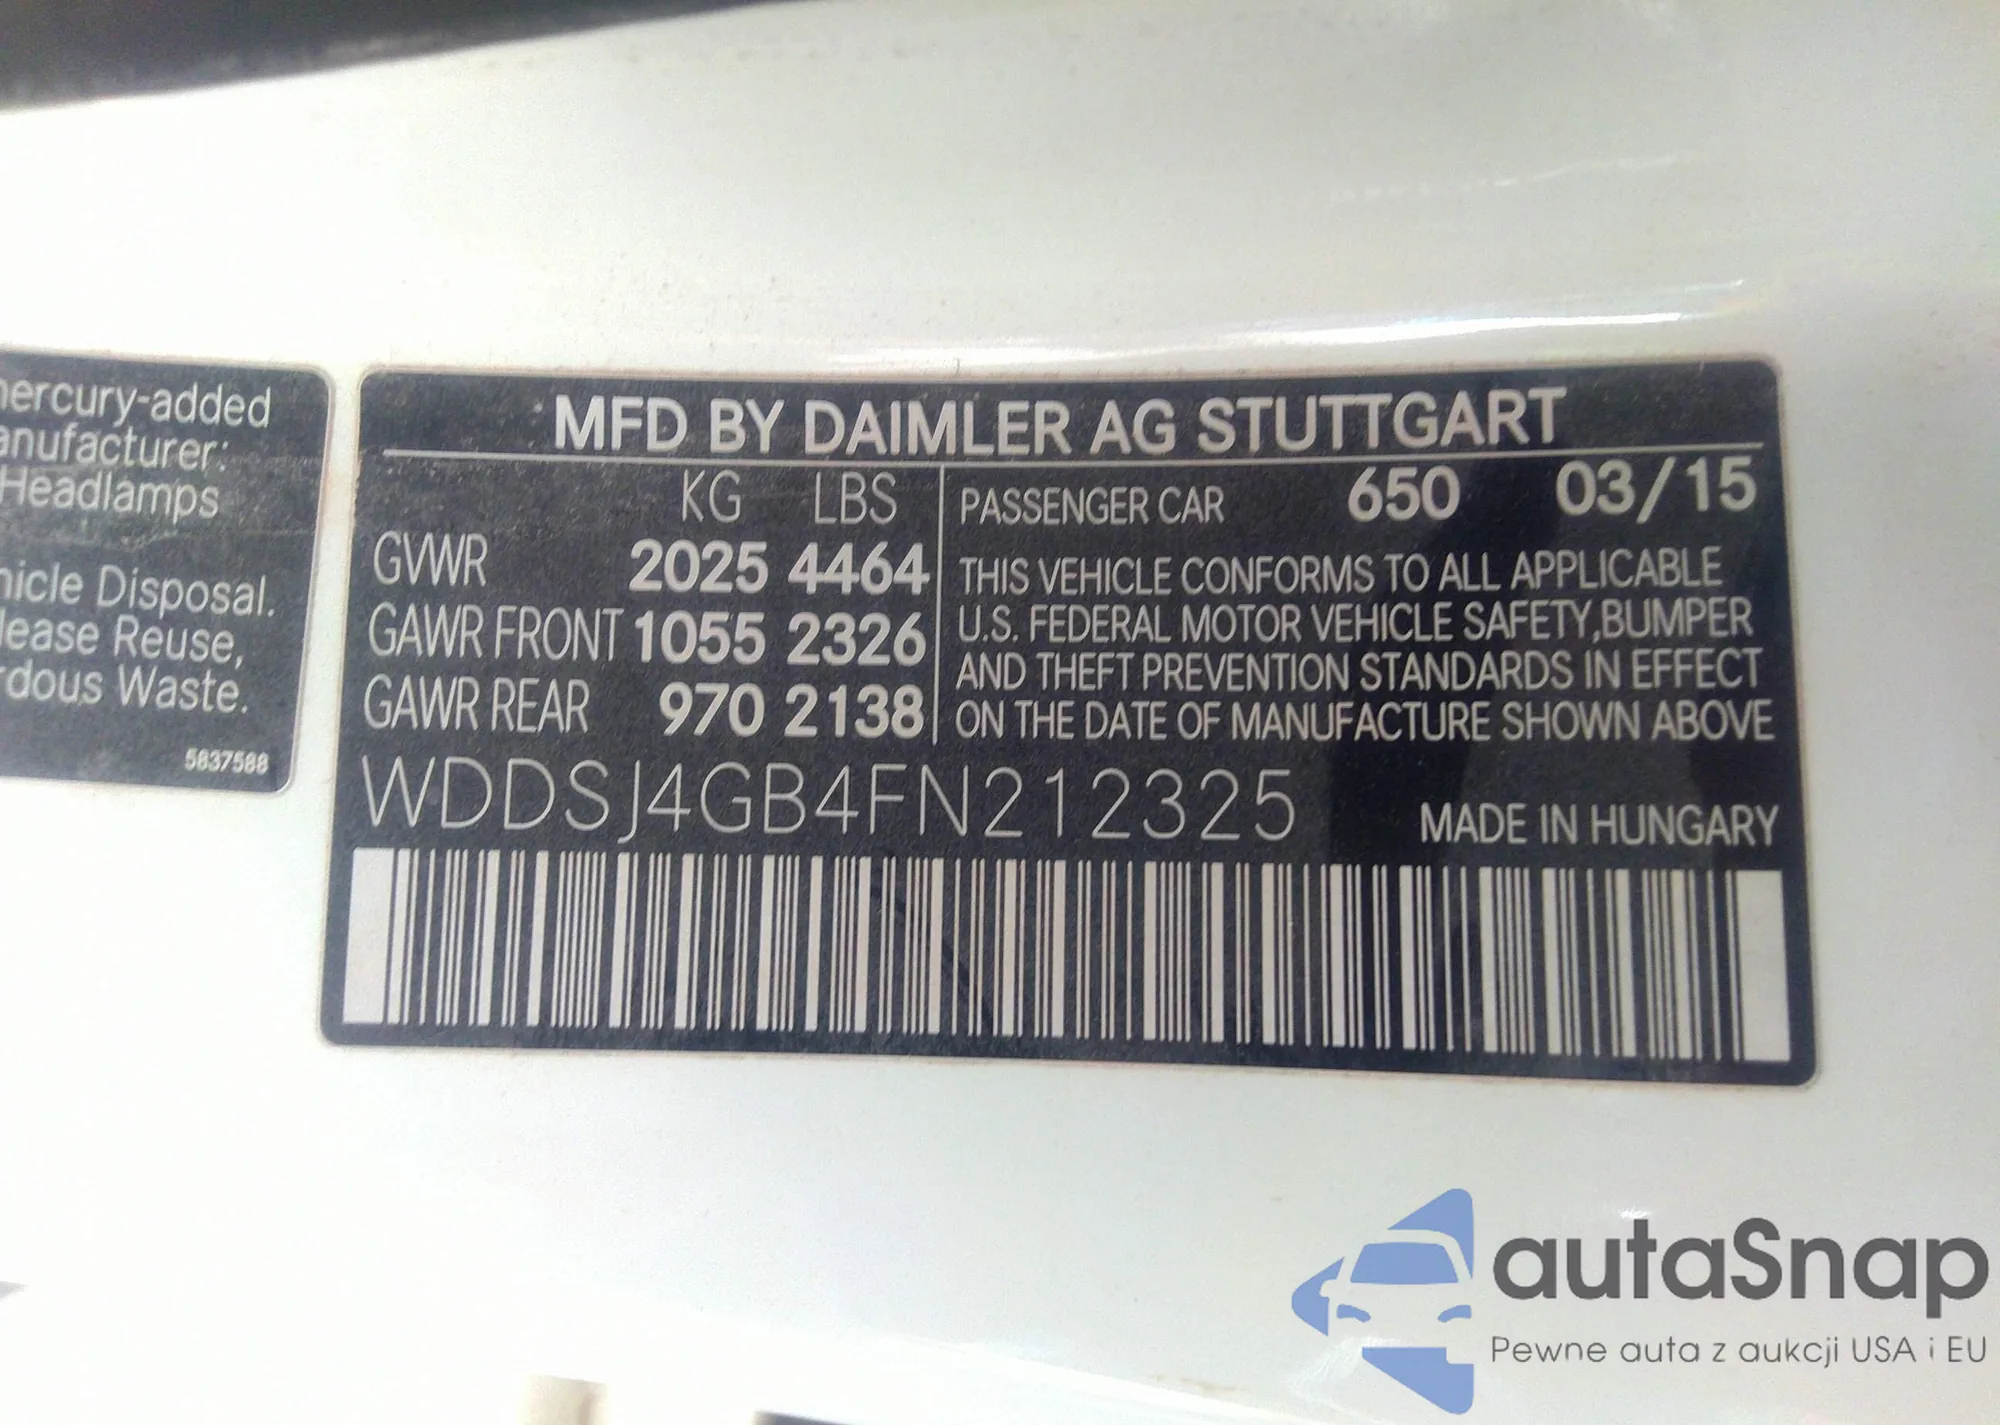 mercury-added
anufacturer:
Headlamps
hicle Disposal.
lease Reuse,
rdous Waste.
5837588
MFD BY DAIMLER AG STUTTGART
KG LBS
GVWR 2025 4464
GAWR FRONT 1055 2326
GAWR REAR 970 2138
PASSENGER CAR 650 03/15
THIS VEHICLE CONFORMS TO ALL APPLICABLE
U.S. FEDERAL MOTOR VEHICLE SAFETY,BUMPER
AND THEFT PREVENTION STANDARDS IN EFFECT
ON THE DATE OF MANUFACTURE SHOWN ABOVE
WDDSJ4GB4FN212325
MADE IN HUNGARY
autaSnap
Pewne auta z aukcji USA i EU